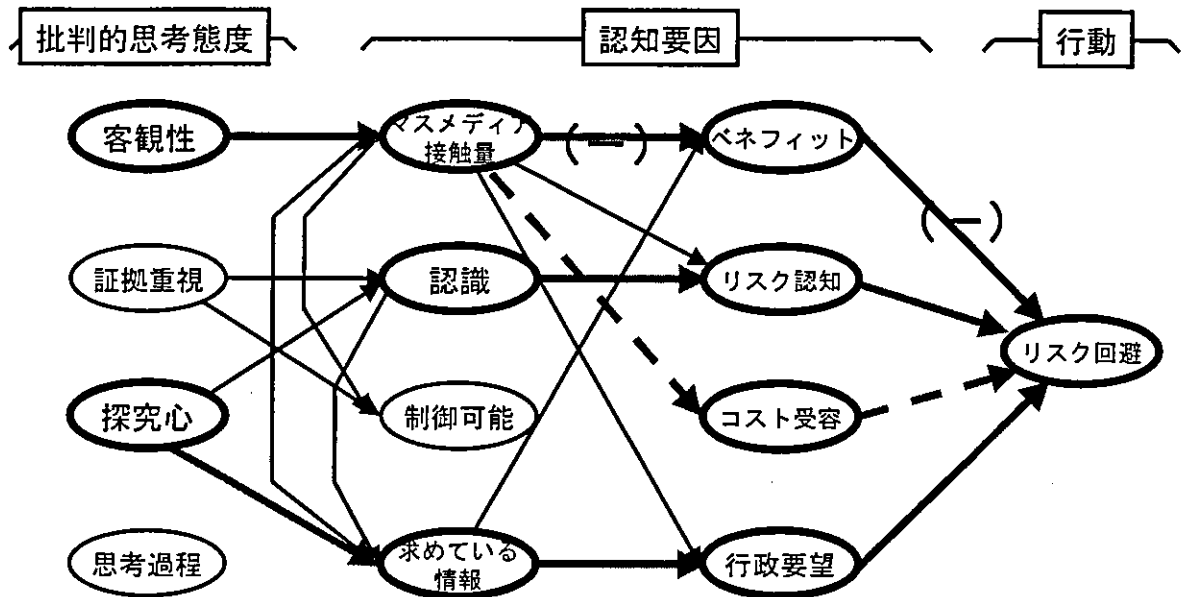 批判的思考態度
認知要因
行動
客観性
マスメディア
接触量
(－)
ベネフィット
(－)
証拠重視
認識
リスク認知
リスク回避
探究心
制御可能
コスト受容
思考過程
求めている
情報
行政要望